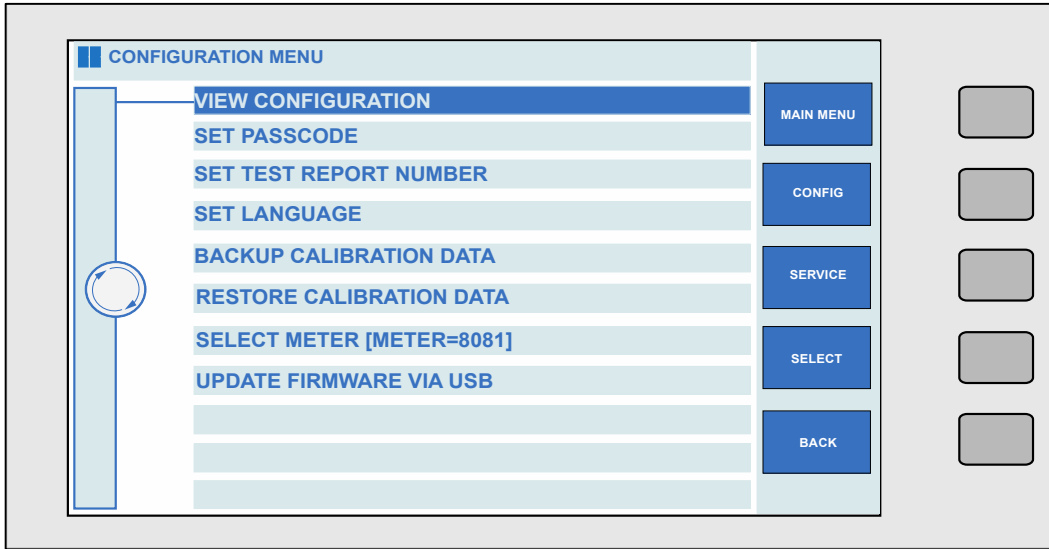 CONFIGURATION MENU
VIEW CONFIGURATION
SET PASSCODE
SET TEST REPORT NUMBER
SET LANGUAGE
BACKUP CALIBRATION DATA
RESTORE CALIBRATION DATA
SELECT METER [METER=8081]
UPDATE FIRMWARE VIA USB
MAIN MENU
CONFIG
SERVICE
SELECT
BACK